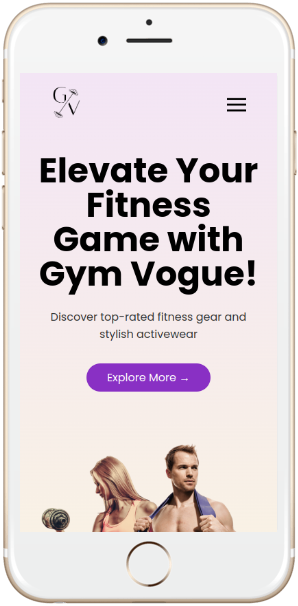 GV
Elevate Your
Fitness
Game with
Gym Vogue!
Discover top-rated fitness gear and
stylish activewear
Explore More →